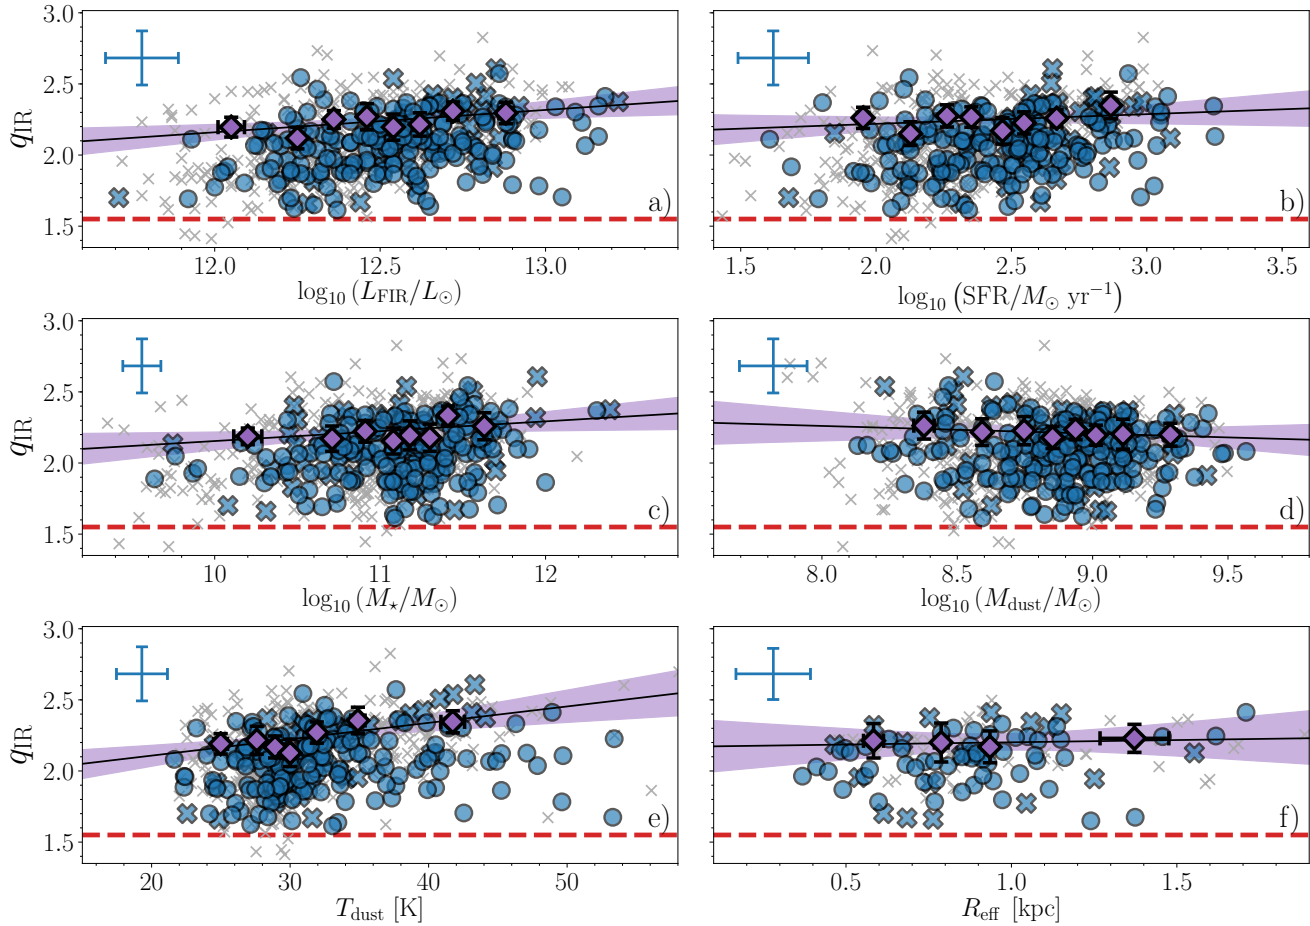 3.0
2.5
2.0
1.5
q_IR
a)
12.0 12.5 13.0
log₁₀ (L_FIR/L_⊙)
b)
1.5 2.0 2.5 3.0 3.5
log₁₀ (SFR/M_⊙ yr⁻¹)
3.0
2.5
2.0
1.5
q_IR
c)
10 11 12
log₁₀ (M_⋆/M_⊙)
d)
8.0 8.5 9.0 9.5
log₁₀ (M_dust/M_⊙)
3.0
2.5
2.0
1.5
q_IR
e)
20 30 40 50
T_dust [K]
f)
0.5 1.0 1.5
R_eff [kpc]